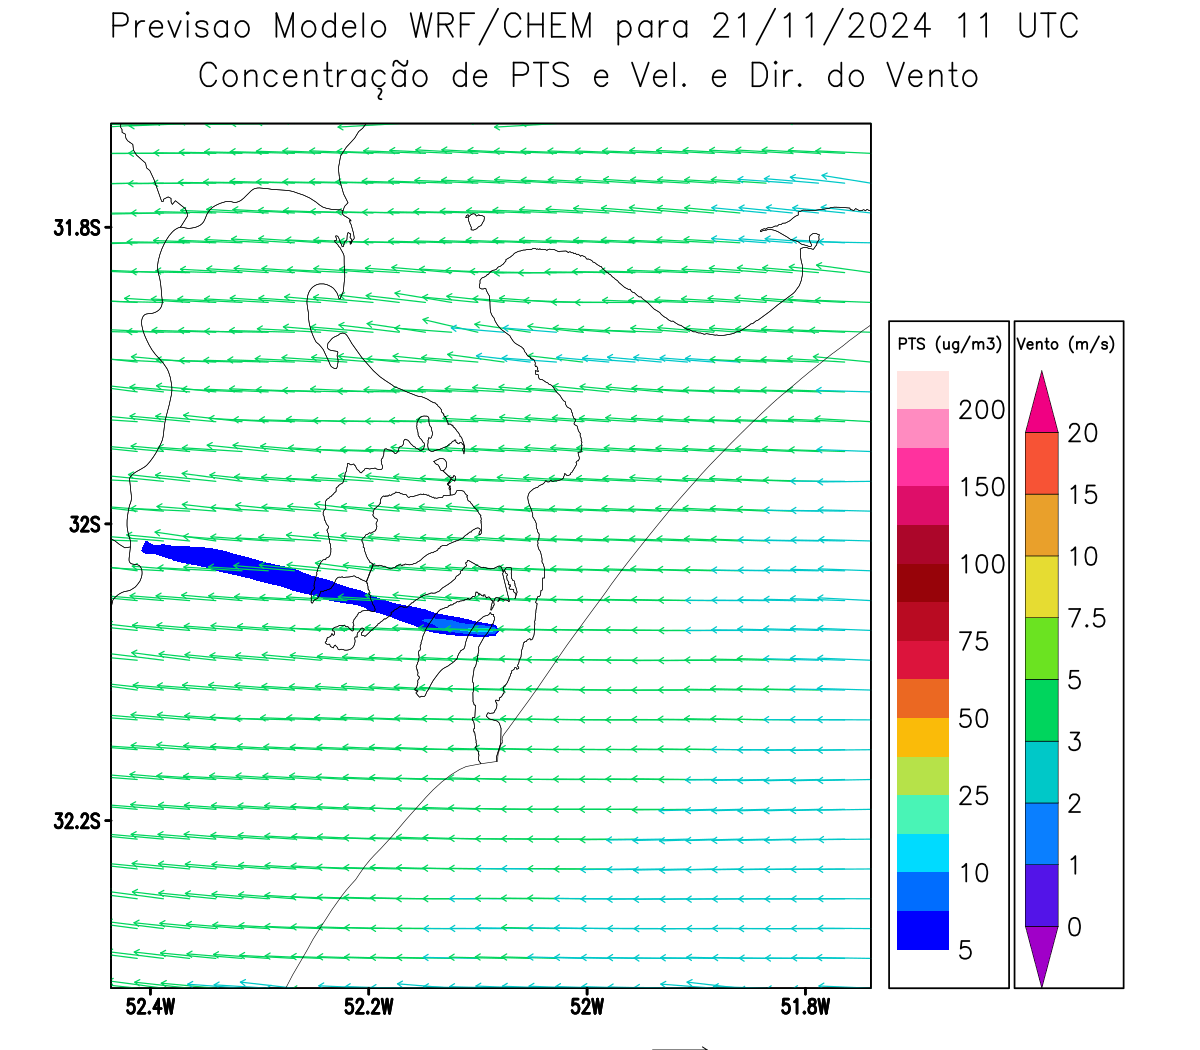 Previsao Modelo WRF/CHEM para 21/11/2024 11 UTC
Concentração de PTS e Vel. e Dir. do Vento
31.8S
32S
32.2S
52.4W
52.2W
52W
51.8W
PTS (ug/m3)
200
150
100
75
50
25
10
5
Vento (m/s)
20
15
10
7.5
5
3
2
1
0